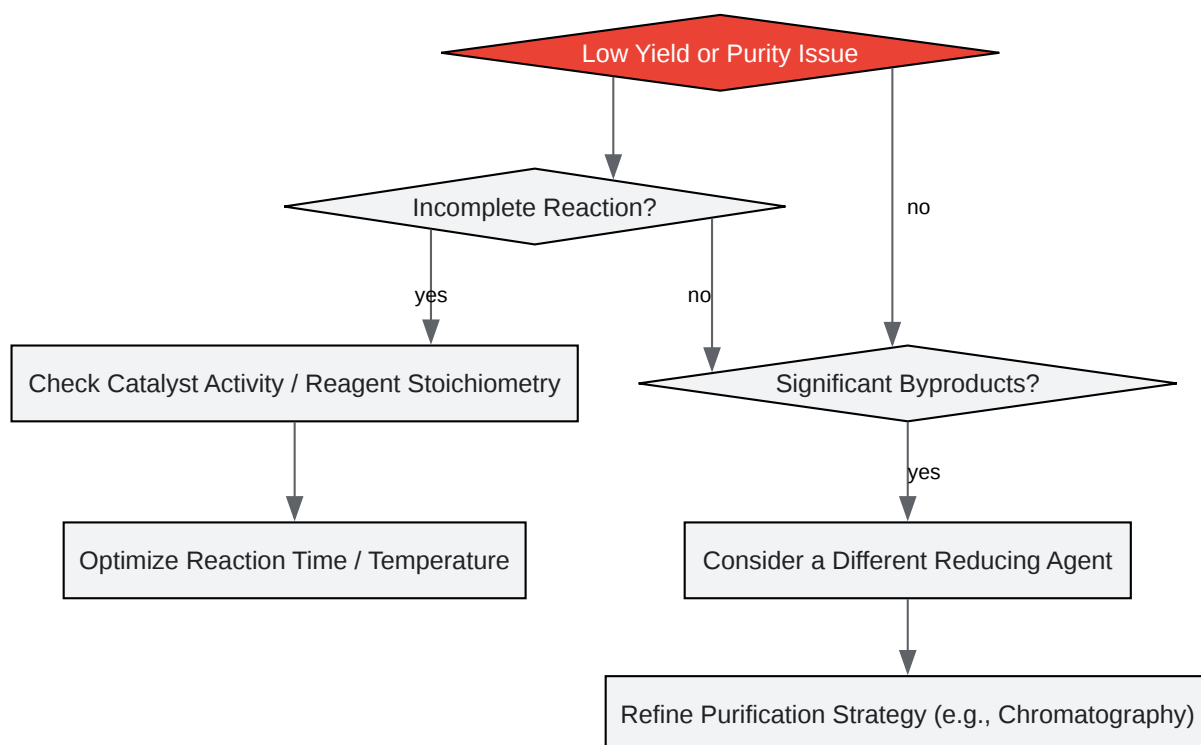 Low Yield or Purity Issue
Incomplete Reaction?
no
yes
no
Check Catalyst Activity / Reagent Stoichiometry
Significant Byproducts?
yes
Optimize Reaction Time / Temperature
Consider a Different Reducing Agent
Refine Purification Strategy (e.g., Chromatography)